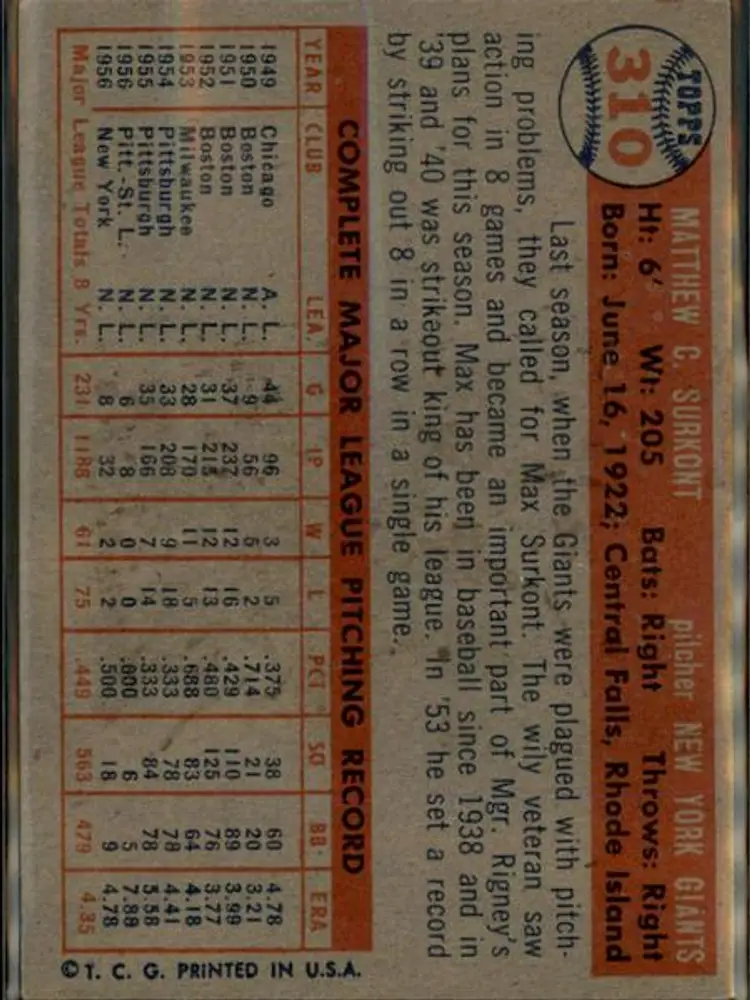 TOPPS
310
MATTHEW C. SURKONT pitcher NEW YORK GIANTS
Ht: 6' Wt: 205 Bats: Right Throws: Right
Born: June 16, 1922; Central Falls, Rhode Island
Last season, when the Giants were plagued with pitch-
ing problems, they called for Max Surkont. The wily veteran saw
action in 8 games and became an important part of Mgr. Rigney's
plans for this season. Max has been in baseball since 1938 and in
'39 and '40 was strikeout king of his league. In '53 he set a record
by striking out 8 in a row in a single game.
COMPLETE MAJOR LEAGUE PITCHING RECORD
YEAR CLUB LEA. G IP W L PCT SO BB. ERA
1949 Chicago A. L. 44 96 3 5 .375 38 60 4.78
1950 Boston N. L. 9 56 5 2 .714 21 20 3.21
1951 Boston N. L. 37 237 12 16 .429 110 89 3.99
1952 Boston N. L. 31 215 12 13 .480 125 76 3.77
1953 Milwaukee N. L. 28 170 11 5 .688 83 64 4.18
1954 Pittsburgh N. L. 33 208 9 18 .333 78 78 4.41
1955 Pittsburgh N. L. 35 166 7 14 .333 84 78 5.58
1956 Pitt.-St. L. N. L. 6 8 0 0 .000 6 5 7.88
1956 New York N. L. 8 32 2 2 .500 18 9 4.78
Major League Totals 8 Yrs. 231 1188 61 75 .449 563 479 4.35
© T. C. G. PRINTED IN U.S.A.